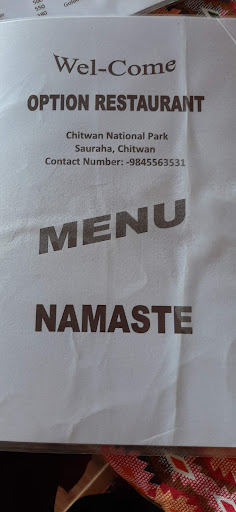 Wel-Come
OPTION RESTAURANT
Chitwan National Park
Sauraha, Chitwan
Contact Number: -9845563531
MENU
NAMASTE